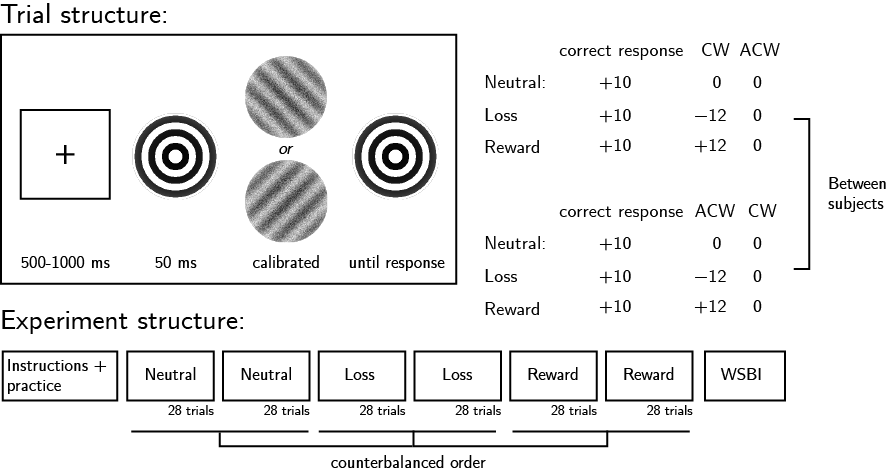 Trial structure:
+
or
500-1000 ms
50 ms
calibrated
until response
correct response CW ACW
Neutral: +10 0 0
Loss +10 −12 0
Reward +10 +12 0
correct response ACW CW
Neutral: +10 0 0
Loss +10 −12 0
Reward +10 +12 0
Between
subjects
Experiment structure:
Instructions +
practice
Neutral
28 trials
Neutral
28 trials
Loss
28 trials
Loss
28 trials
Reward
28 trials
Reward
28 trials
WSBI
counterbalanced order